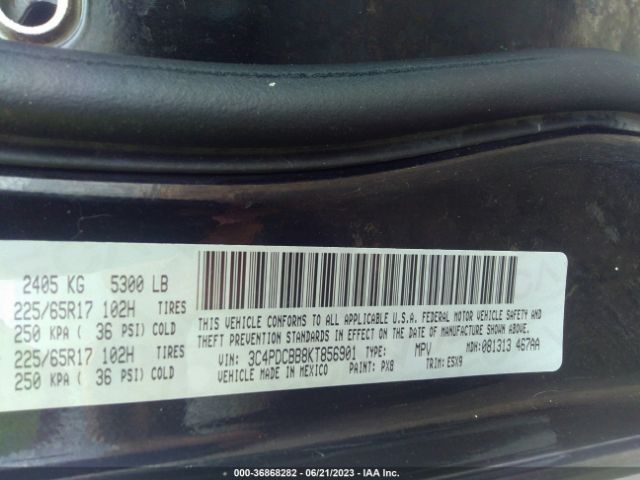 2405 KG 5300 LB
225/65R17 102H TIRES
250 KPA ( 36 PSI) COLD
225/65R17 102H TIRES
250 KPA ( 36 PSI) COLD
THIS VEHICLE CONFORMS TO ALL APPLICABLE U.S.A. FEDERAL MOTOR VEHICLE SAFETY AND
THEFT PREVENTION STANDARDS IN EFFECT ON THE DATE OF MANUFACTURE SHOWN ABOVE.
VIN: 3C4PDCBB8KT856901 TYPE: MPV MDH: 081313 467AA
VEHICLE MADE IN MEXICO PAINT: PX8 TRIM: E5X9
000-36868282 - 06/21/2023 - IAA Inc.